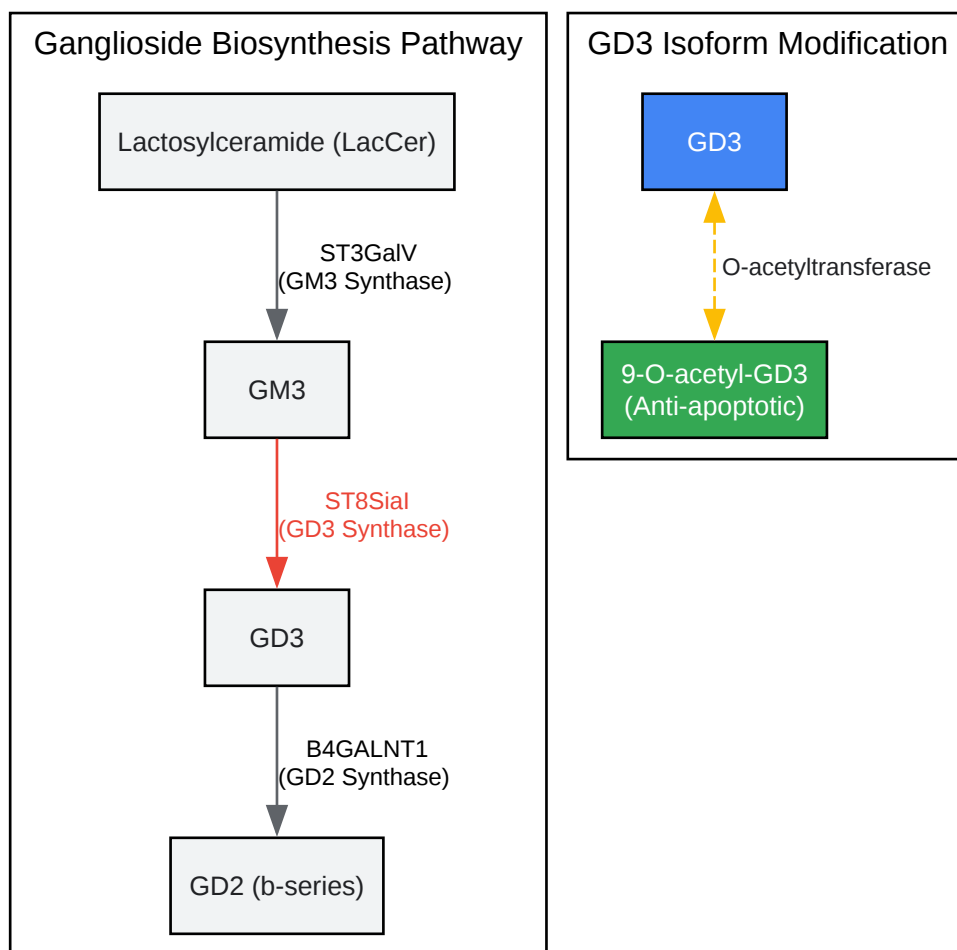 Ganglioside Biosynthesis Pathway
Lactosylceramide (LacCer)
ST3GalV
(GM3 Synthase)
GM3
ST8SiaI
(GD3 Synthase)
GD3
B4GALNT1
(GD2 Synthase)
GD2 (b-series)
GD3 Isoform Modification
GD3
O-acetyltransferase
9-O-acetyl-GD3
(Anti-apoptotic)